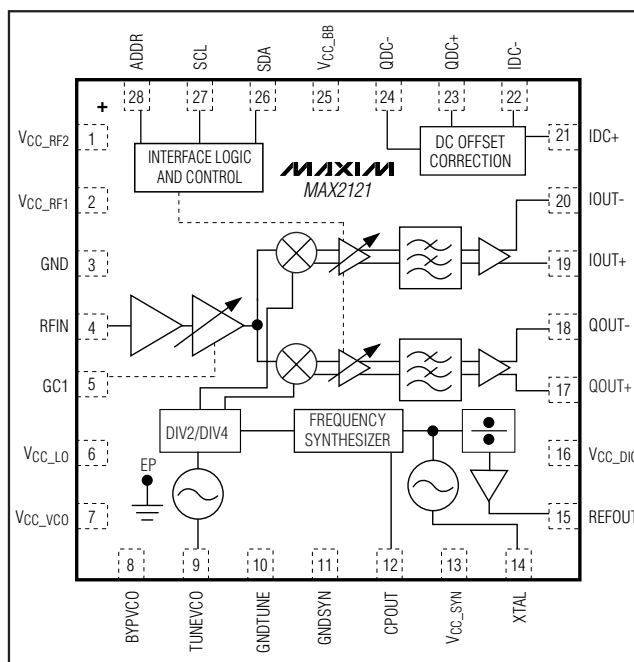 ADDR
SCL
SDA
VCC_BB
QDC-
QDC+
IDC-
28
27
26
25
24
23
22
+
VCC_RF2
1
INTERFACE LOGIC
AND CONTROL
MAXIM
MAX2121
DC OFFSET
CORRECTION
21
IDC+
VCC_RF1
2
20
IOUT-
GND
3
19
IOUT+
RFIN
4
18
QOUT-
GC1
5
17
QOUT+
DIV2/DIV4
FREQUENCY
SYNTHESIZER
VCC_LO
6
EP
16
VCC_DIG
VCC_VCO
7
15
REFOUT
8
9
10
11
12
13
14
BYPVCO
TUNEVCO
GNDTUNE
GNDSYN
CPOUT
VCC_SYN
XTAL